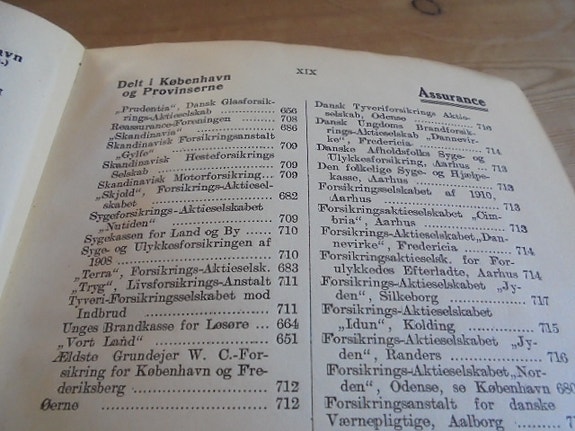 avn
.)
XIX
Delt i København
og Provinserne
„Prudentia", Dansk Glasforsik-
rings-Aktieselskab ........ 656
Reassurance-Foreningen ...... 708
„Skandinavia" ............. 686
Skandinavisk Forsikringsanstalt
„Gylfe" .................. 709
Skandinavisk Hesteforsikrings
Selskab .................. 709
Skandinavisk Motorforsikring... 709
„Skjold", Forsikrings-Aktiesel-
skabet ................... 682
Sygeforsikrings-Aktieselskabet
„Nutiden" ................ 709
Sygekassen for Land og By ..... 710
Syge- og Ulykkesforsikringen af
1908 ..................... 710
„Terra", Forsikrings-Aktieselsk. 683
„Tryg", Livsforsikrings-Anstalt 711
Tyveri-Forsikringsselskabet mod
Indbrud .................. 711
Unges Brandkasse for Løsøre ... 664
„Vort Land" ............... 651
Ældste Grundejer W. C.-For-
sikring for København og Fre-
deriksberg ............... 712
Øerne ..................... 712
Assurance
Dansk Tyveriforsikrings Aktie-
selskab, Odense .......... 716
Dansk Ungdoms Brandforsik-
rings-Aktieselskab „Dannevir-
ke", Fredericia .......... 714
Danske Afholdsfolks Syge- og
Ulykkesforsikring, Aarhus ... 713
Den folkelige Syge- og Hjælpe-
kasse, Aarhus ............ 713
Forsikringsselskabet af 1910,
Aarhus ................... 713
Forsikringsaktieselskabet „Cim-
bria", Aarhus ............ 713
Forsikrings-Aktieselskabet „Dan-
nevirke", Fredericia ..... 714
Forsikringsaktieselsk. for For-
ulykkedes Efterladte, Aarhus 714
Forsikrings-Aktieselskabet „Jy-
den", Silkeborg .......... 717
Forsikrings-Aktieselskabet
„Idun", Kolding .......... 715
Forsikrings-Aktieselskabet „Jy-
den", Randers ............ 716
Forsikrings-Aktieselskabet „Nor-
den", Odense, se København 680
Forsikringsanstalt for danske
Værnepligtige, Aalborg